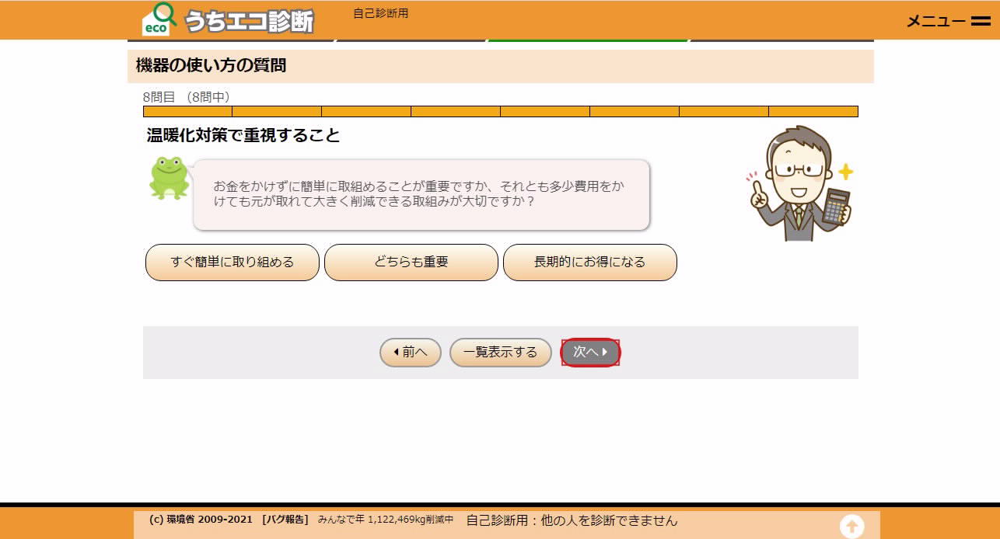 eco うちエコ診断
自己診断用
メニュー
機器の使い方の質問
8問目 （8問中）
温暖化対策で重視すること
お金をかけずに簡単に取組めることが重要ですか、それとも多少費用をか
けても元が取れて大きく削減できる取組みが大切ですか？
すぐ簡単に取り組める
どちらも重要
長期的にお得になる
前へ
一覧表示する
次へ
(c) 環境省 2009-2021 [バグ報告] みんなで年 1,122,469kg削減中 自己診断用：他の人を診断できません